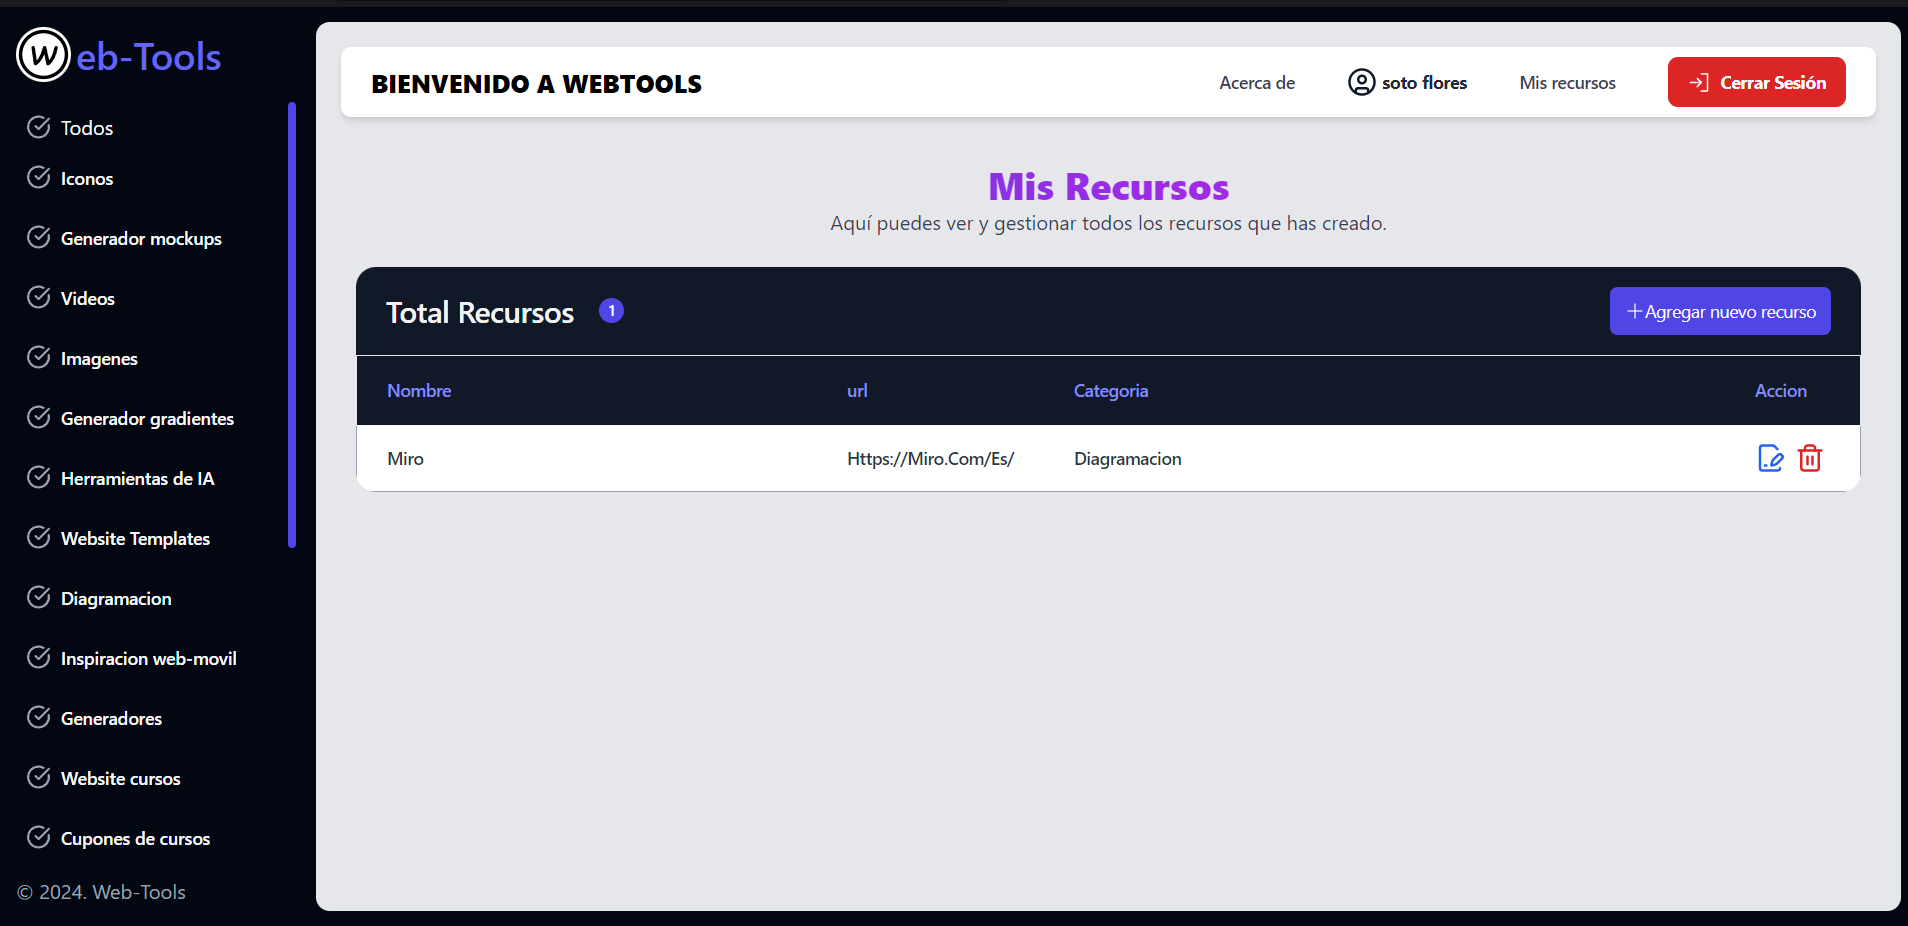 Web-Tools
Todos
Iconos
Generador mockups
Videos
Imagenes
Generador gradientes
Herramientas de IA
Website Templates
Diagramacion
Inspiracion web-movil
Generadores
Website cursos
Cupones de cursos
© 2024. Web-Tools
BIENVENIDO A WEBTOOLS
Acerca de
soto flores
Mis recursos
Cerrar Sesión
Mis Recursos
Aquí puedes ver y gestionar todos los recursos que has creado.
Total Recursos 1
+Agregar nuevo recurso
Nombre url Categoria Accion
Miro Https://Miro.Com/Es/ Diagramacion